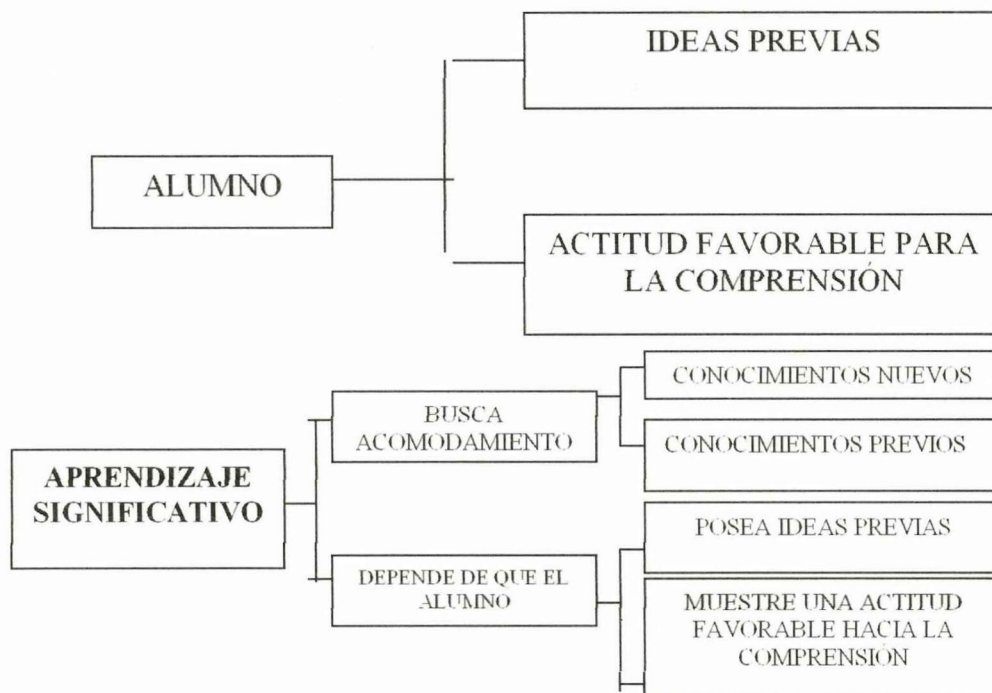 IDEAS PREVIAS
ALUMNO
ACTITUD FAVORABLE PARA
LA COMPRENSIÓN
APRENDIZAJE
SIGNIFICATIVO
BUSCA
ACOMODAMIENTO
CONOCIMIENTOS NUEVOS
CONOCIMIENTOS PREVIOS
DEPENDE DE QUE EL
ALUMNO
POSEA IDEAS PREVIAS
MUESTRE UNA ACTITUD
FAVORABLE HACIA LA
COMPRENSIÓN